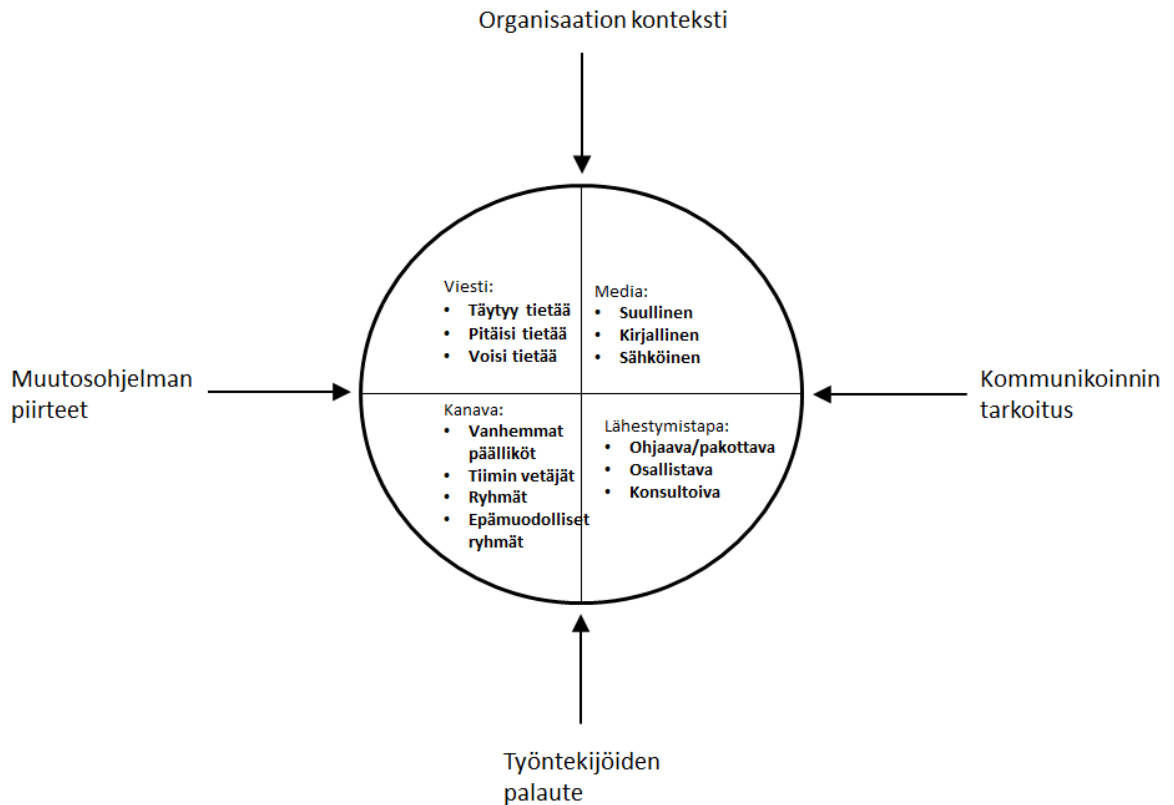 Organisaation konteksti
Viesti:
• Täytyy tietää
• Pitäisi tietää
• Voisi tietää
Media:
• Suullinen
• Kirjallinen
• Sähköinen
Muutosohjelman
piirteet
Kommunikoinnin
tarkoitus
Kanava:
• Vanhemmat
päälliköt
• Tiimin vetäjät
• Ryhmät
• Epämuodolliset
ryhmät
Lähestymistapa:
• Ohjaava/pakottava
• Osallistava
• Konsultoiva
Työntekijöiden
palaute